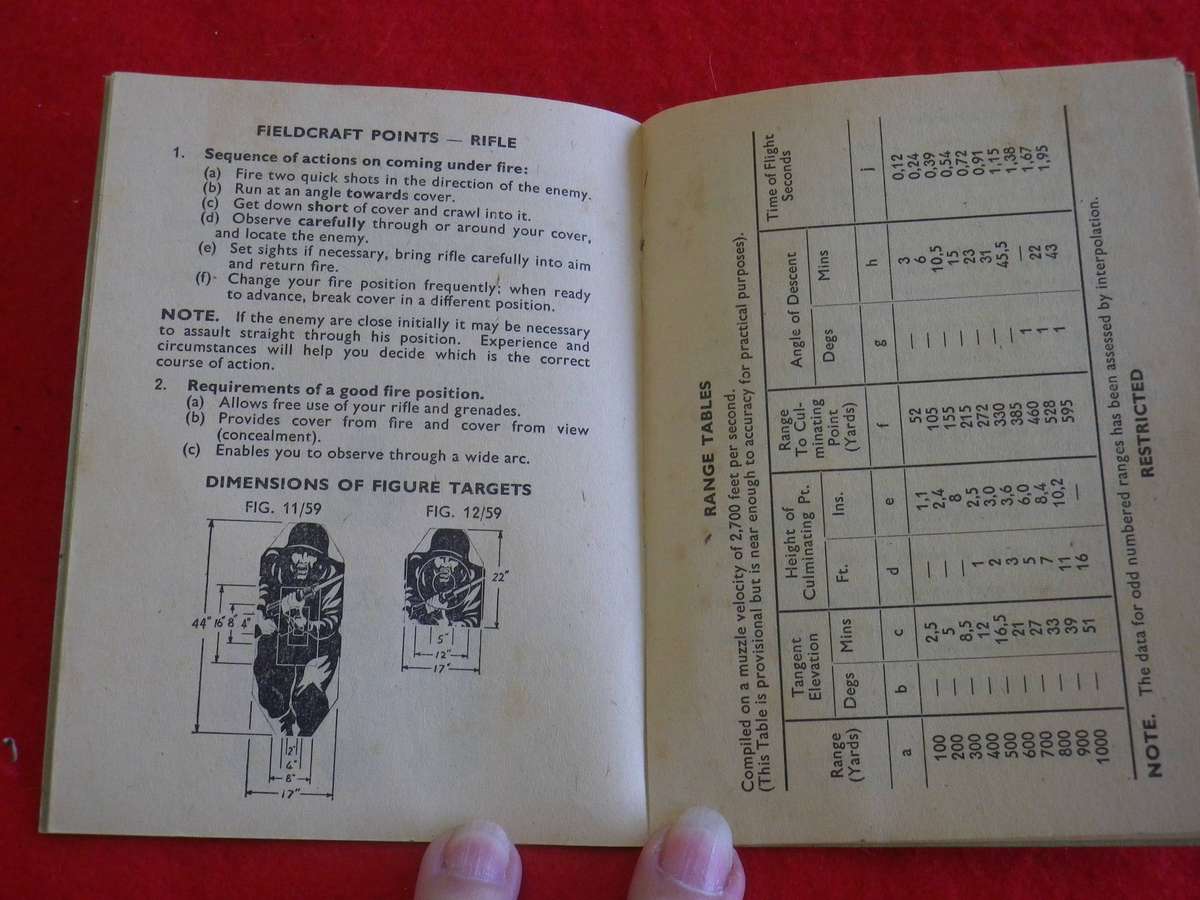 FIELDCRAFT POINTS — RIFLE
1. Sequence of actions on coming under fire:
(a) Fire two quick shots in the direction of the enemy.
(b) Run at an angle towards cover.
(c) Get down short of cover and crawl into it.
(d) Observe carefully through or around your cover,
and locate the enemy.
(e) Set sights if necessary, bring rifle carefully into aim
and return fire.
(f) Change your fire position frequently: when ready
to advance, break cover in a different position.
NOTE. If the enemy are close initially it may be necessary
to assault straight through his position. Experience and
circumstances will help you decide which is the correct
course of action.
2. Requirements of a good fire position.
(a) Allows free use of your rifle and grenades.
(b) Provides cover from fire and cover from view
(concealment).
(c) Enables you to observe through a wide arc.
DIMENSIONS OF FIGURE TARGETS
FIG. 11/59 FIG. 12/59
44" 16" 8" 4"
2"
4"
8"
17"
22"
5"
12"
17"
RANGE TABLES
Compiled on a muzzle velocity of 2,700 feet per second.
(This Table is provisional but is near enough to accuracy for practical purposes).
Range (Yards) Tangent Elevation Height of Culminating Pt. Range To Cul- minating Point (Yards) Angle of Descent Time of Flight Seconds
Degs Mins Ft. Ins. Degs Mins
a b c d e f g h j
100 — 2,5 — 1,1 52 — 3 0,12
200 — 5 — 2,4 105 — 6 0,24
300 — 8,5 — 8 155 — 10,5 0,39
400 — 12 1 2,5 215 — 15 0,54
500 — 16,5 2 3,0 272 — 23 0,72
600 — 21 3 3,6 330 — 31 0,91
700 — 27 5 6,0 385 — 45,5 1,15
800 — 33 7 8,4 460 1 — 1,38
900 — 39 11 10,2 528 1 22 1,67
1000 — 51 16 — 595 1 43 1,95
NOTE. The data for odd numbered ranges has been assessed by interpolation.
RESTRICTED